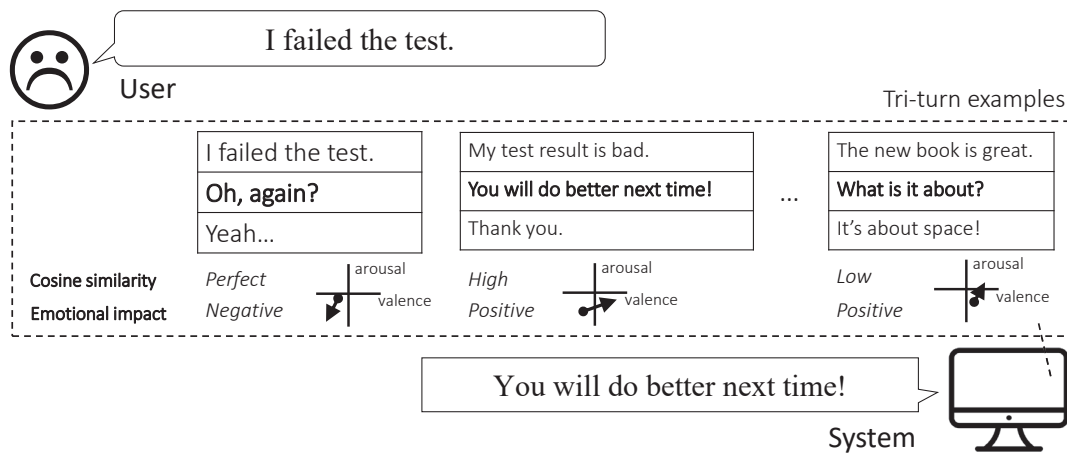 I failed the test.
User
Tri-turn examples
I failed the test.
Oh, again?
Yeah...
My test result is bad.
You will do better next time!
Thank you.
...
The new book is great.
What is it about?
It's about space!
Cosine similarity
Emotional impact
Perfect
Negative
arousal
valence
High
Positive
arousal
valence
Low
Positive
arousal
valence
You will do better next time!
System